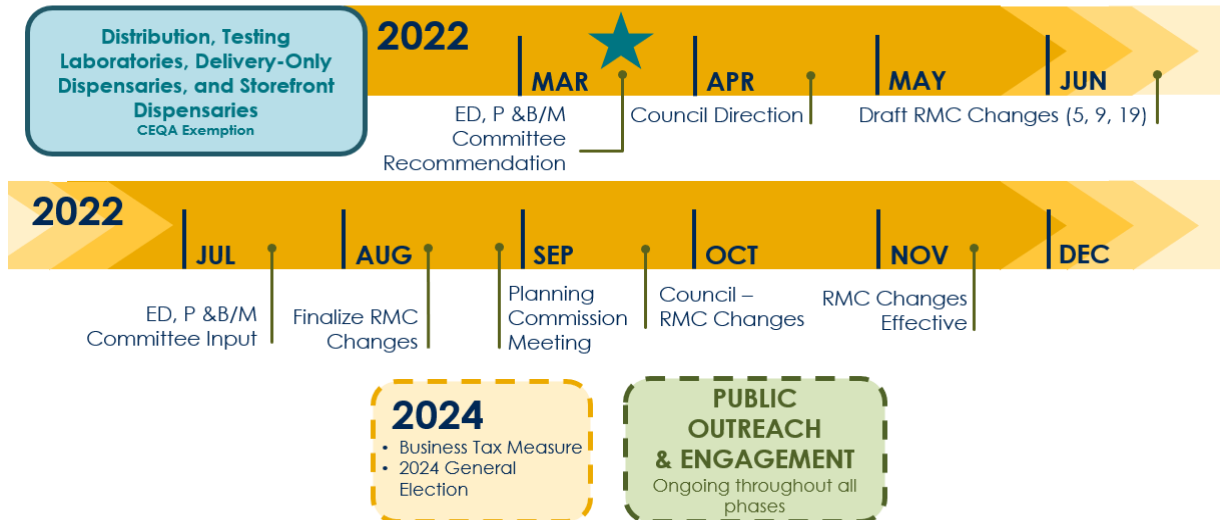 Distribution, Testing
Laboratories, Delivery-Only
Dispensaries, and Storefront
Dispensaries
CEQA Exemption
2022
MAR
APR
MAY
JUN
ED, P &B/M
Committee
Recommendation
Council Direction
Draft RMC Changes (5, 9, 19)
2022
JUL
AUG
SEP
OCT
NOV
DEC
ED, P &B/M
Committee Input
Finalize RMC
Changes
Planning
Commission
Meeting
Council –
RMC Changes
RMC Changes
Effective
2024
• Business Tax Measure
• 2024 General
Election
PUBLIC
OUTREACH
& ENGAGEMENT
Ongoing throughout all
phases